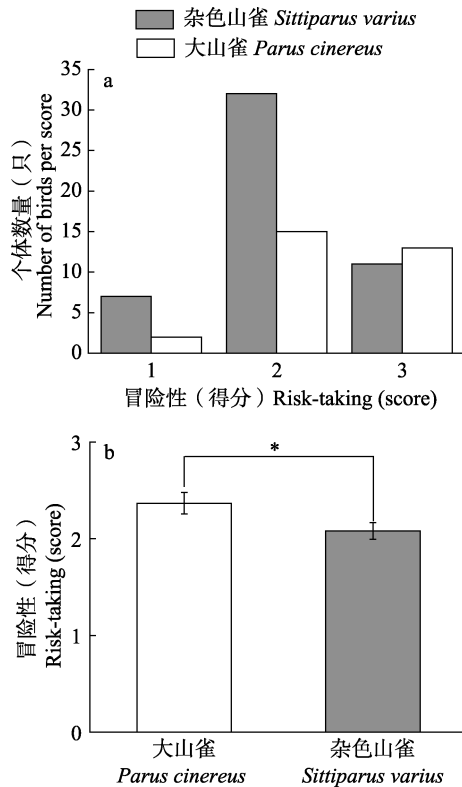 杂色山雀 Sittiparus varius
大山雀 Parus cinereus
a
个体数量（只）
Number of birds per score
35
30
25
20
15
10
5
0
1 2 3
冒险性（得分）Risk-taking (score)
b
*
冒险性（得分）
Risk-taking (score)
3
2
1
0
大山雀 杂色山雀
Parus cinereus Sittiparus varius